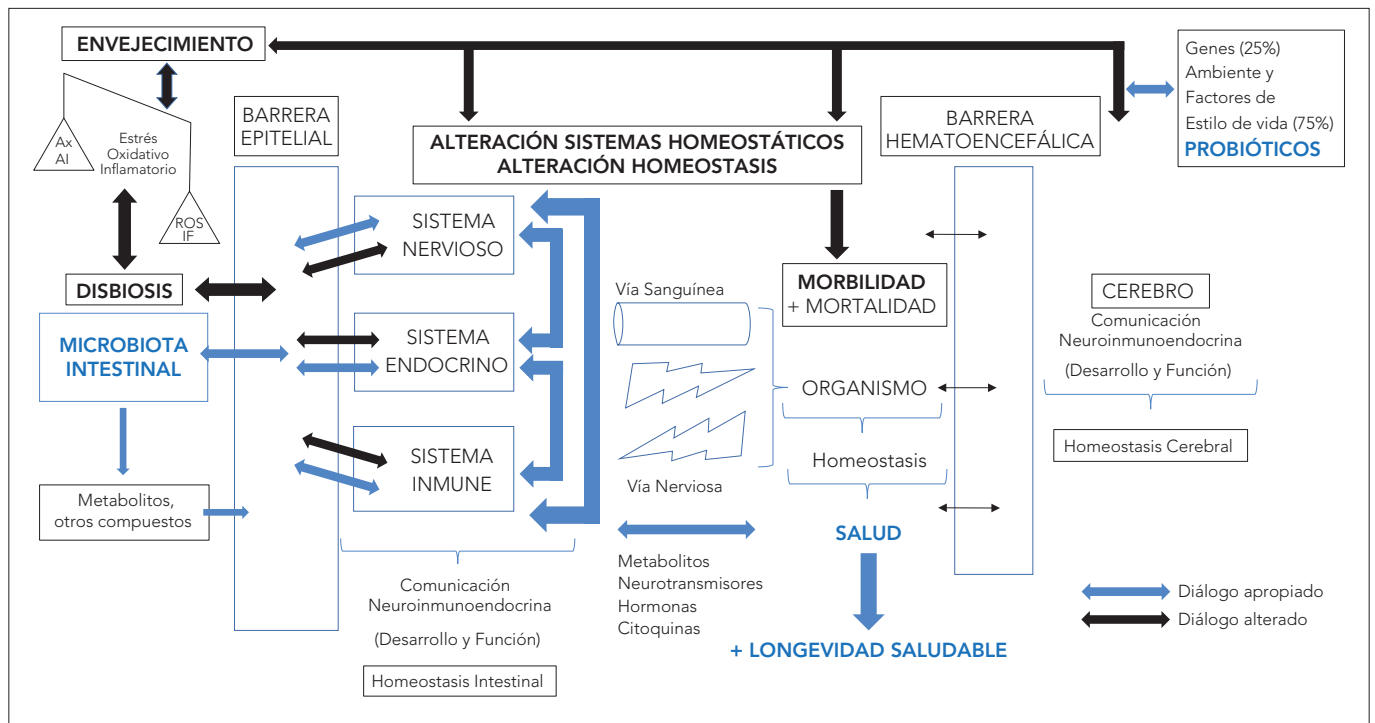 ENVEJECIMIENTO
Ax
AI
Estrés
Oxidativo
Inflamatorio
ROS
IF
DISBIOSIS
MICROBIOTA
INTESTINAL
Metabolitos,
otros compuestos
BARRERA
EPITELIAL
ALTERACIÓN SISTEMAS HOMEOSTÁTICOS
ALTERACIÓN HOMEOSTASIS
SISTEMA
NERVIOSO
SISTEMA
ENDOCRINO
SISTEMA
INMUNE
Comunicación
Neuroinmunoendocrina
(Desarrollo y Función)
Homeostasis Intestinal
Vía Sanguínea
Vía Nerviosa
Metabolitos
Neurotransmisores
Hormonas
Citoquinas
MORBILIDAD
+ MORTALIDAD
ORGANISMO
Homeostasis
SALUD
+ LONGEVIDAD SALUDABLE
BARRERA
HEMATOENCEFÁLICA
Genes (25%)
Ambiente y
Factores de
Estilo de vida (75%)
PROBIÓTICOS
CEREBRO
Comunicación
Neuroinmunoendocrina
(Desarrollo y Función)
Homeostasis Cerebral
Diálogo apropiado
Diálogo alterado